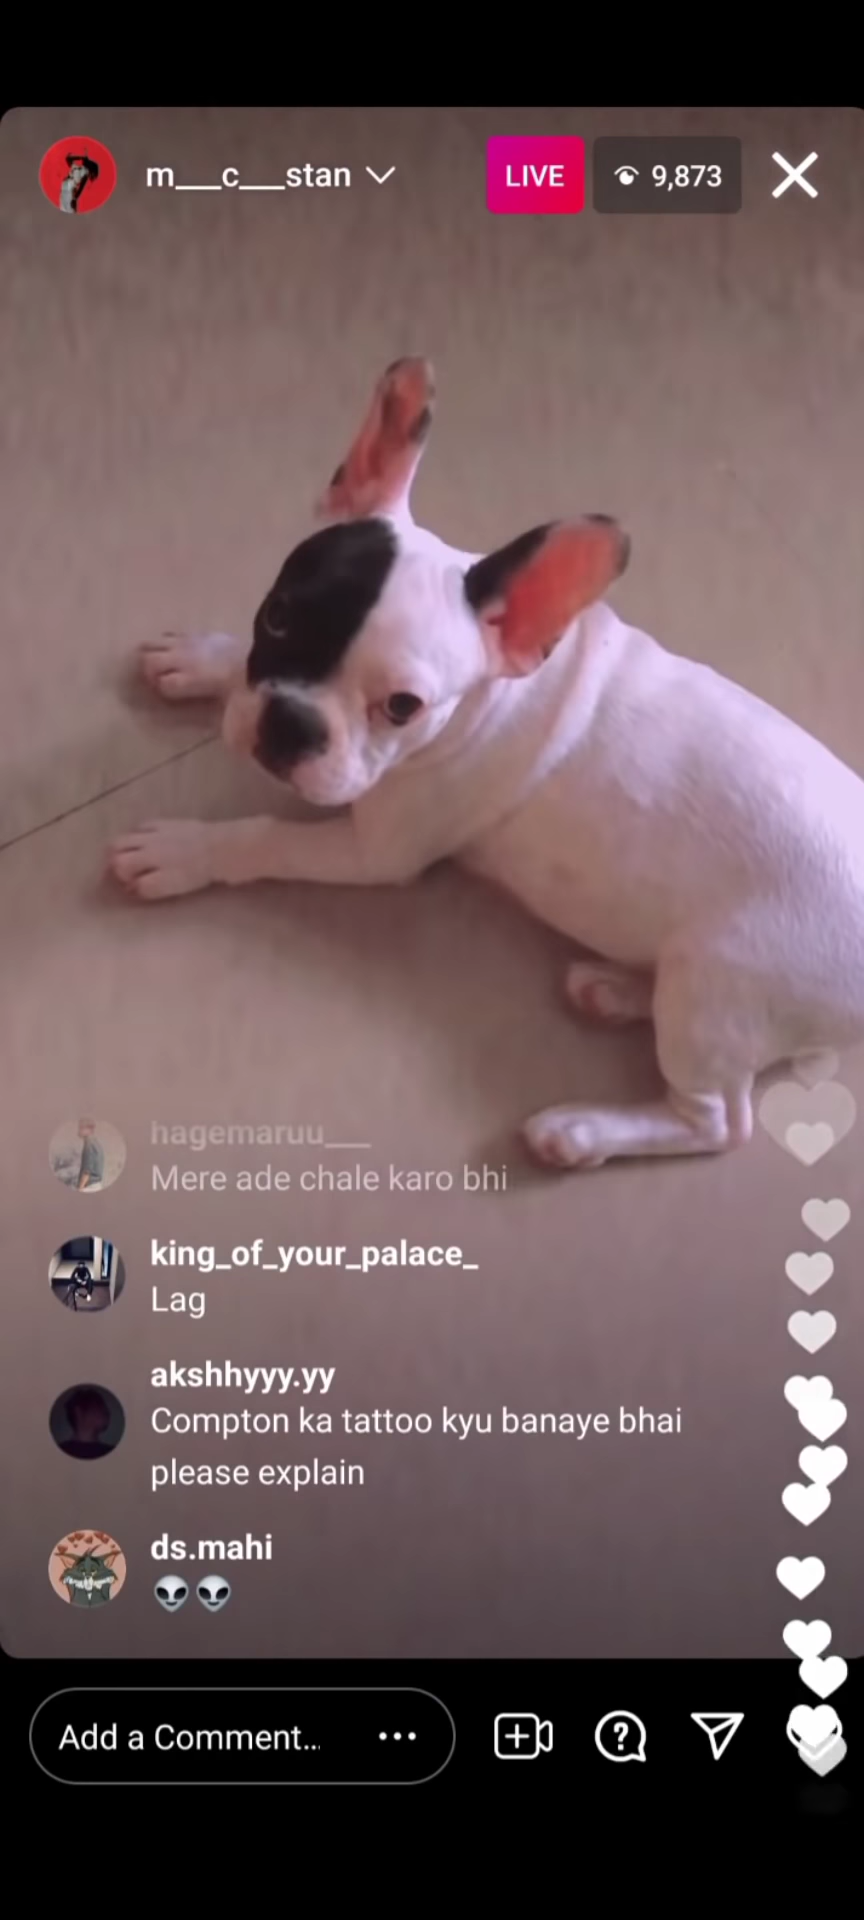 m___c___stan
LIVE
9,873
hagemaruu___
Mere ade chale karo bhi
king_of_your_palace_
Lag
akshhyyy.yy
Compton ka tattoo kyu banaye bhai
please explain
ds.mahi
👽👽
Add a Comment...